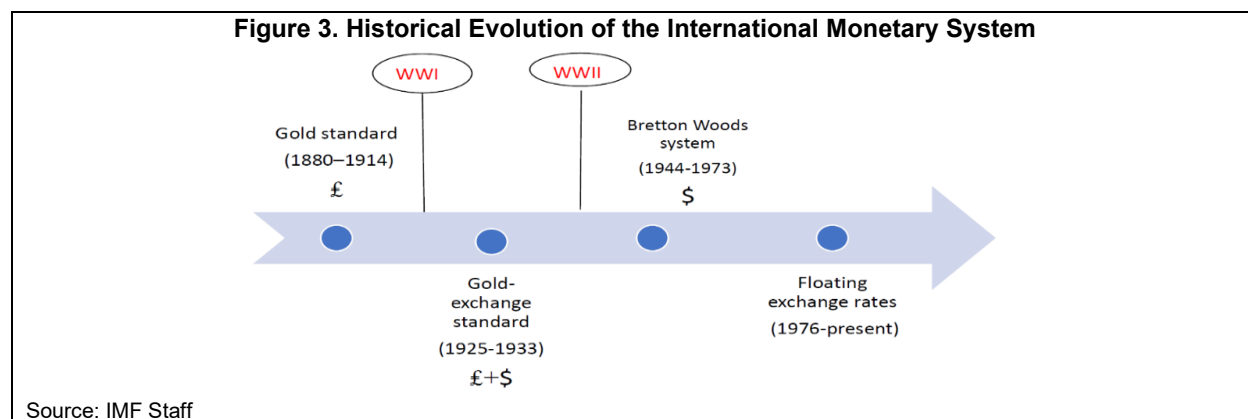 Figure 3. Historical Evolution of the International Monetary System
WWI
WWII
Gold standard
(1880–1914)
£
Bretton Woods
system
(1944-1973)
$
Gold-
exchange
standard
(1925-1933)
£+$
Floating
exchange rates
(1976-present)
Source: IMF Staff